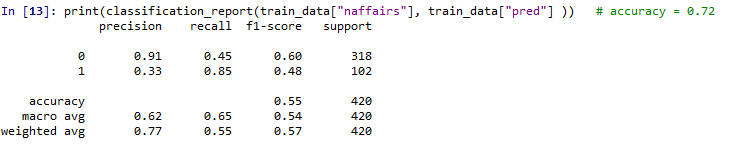 In [13]: print(classification_report(train_data["naffairs"], train_data["pred"] ))   # accuracy = 0.72
precision    recall  f1-score   support
0       0.91      0.45      0.60       318
1       0.33      0.85      0.48       102
accuracy                           0.55       420
macro avg       0.62      0.65      0.54       420
weighted avg       0.77      0.55      0.57       420